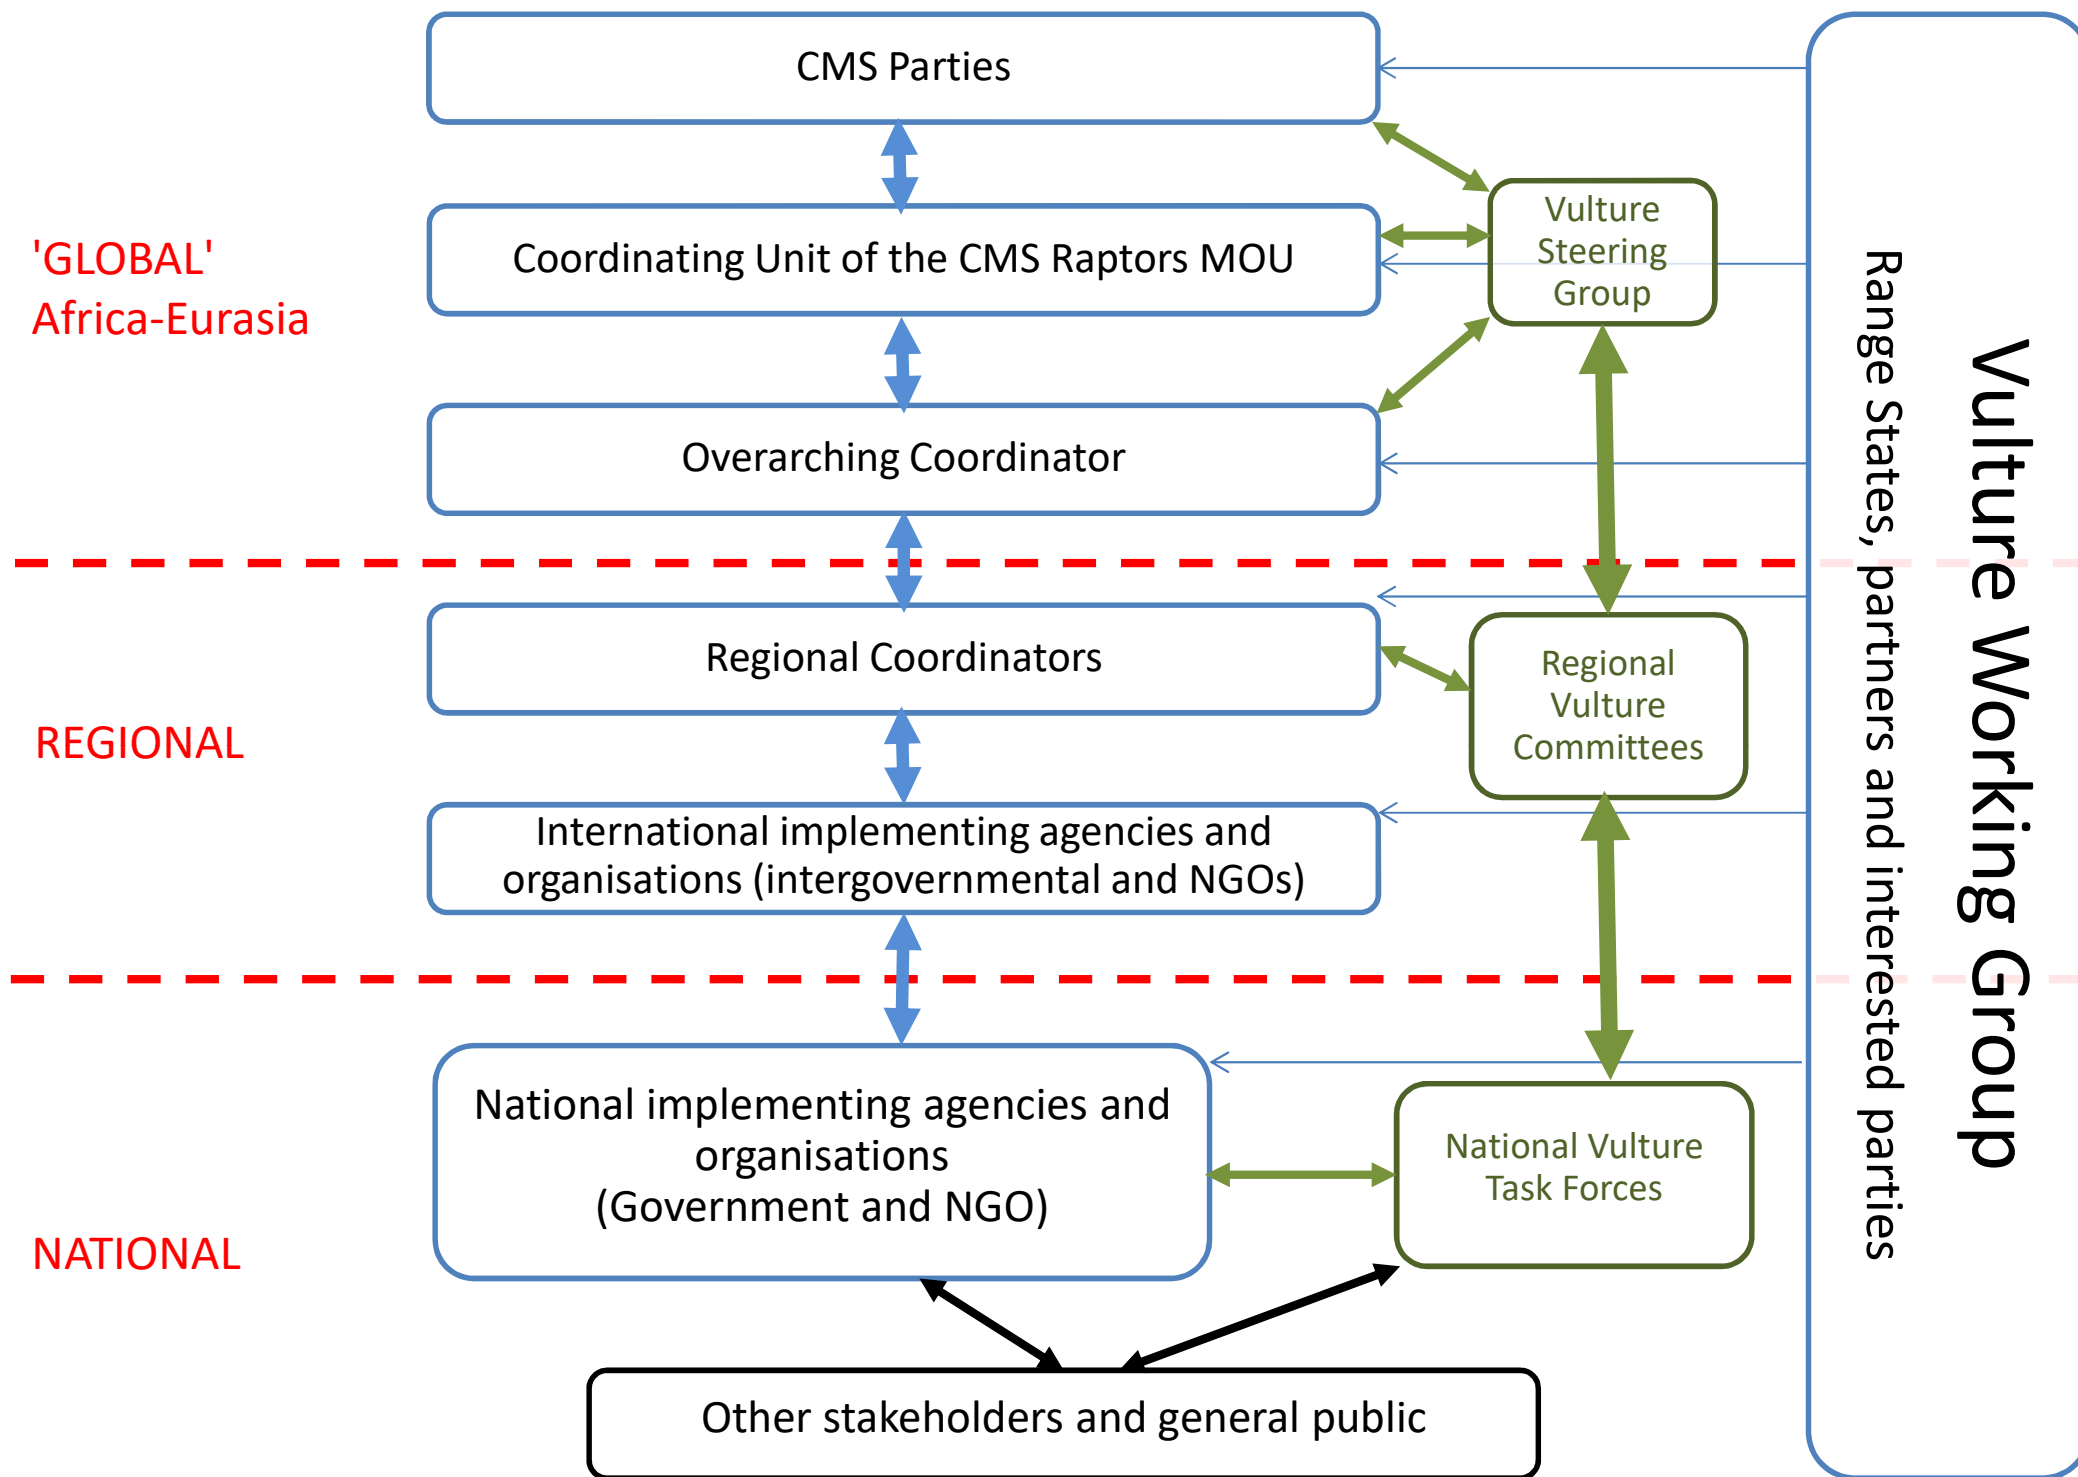 CMS Parties
'GLOBAL'
Africa-Eurasia
Coordinating Unit of the CMS Raptors MOU
Vulture
Steering
Group
Overarching Coordinator
REGIONAL
Regional Coordinators
Regional
Vulture
Committees
International implementing agencies and
organisations (intergovernmental and NGOs)
NATIONAL
National implementing agencies and
organisations
(Government and NGO)
National Vulture
Task Forces
Other stakeholders and general public
Vulture Working Group
Range States, partners and interested parties